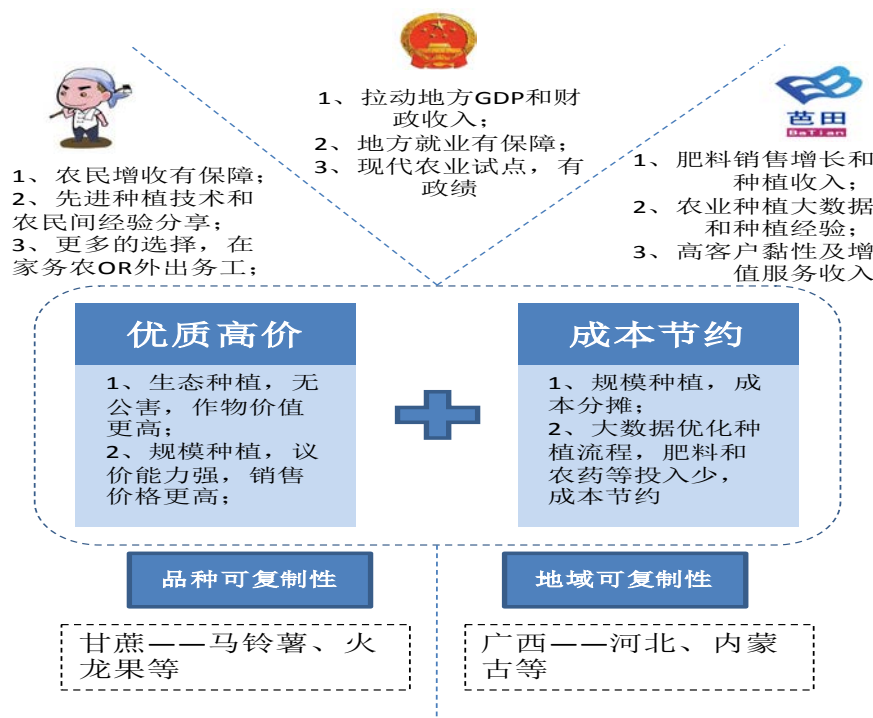 1、农民增收有保障；
2、先进种植技术和
农民间经验分享；
3、更多的选择，在
家务农OR外出务工；
1、拉动地方GDP和财
政收入；
2、地方就业有保障；
3、现代农业试点，有
政绩
芭田
BaTian
1、肥料销售增长和
种植收入；
2、农业种植大数据
和种植经验；
3、高客户黏性及增
值服务收入
优质高价
1、生态种植，无
公害，作物价值
更高；
2、规模种植，议
价能力强，销售
价格更高；
成本节约
1、规模种植，成
本分摊；
2、大数据优化种
植流程，肥料和
农药等投入少，
成本节约
品种可复制性
地域可复制性
甘蔗——马铃薯、火
龙果等
广西——河北、内蒙
古等